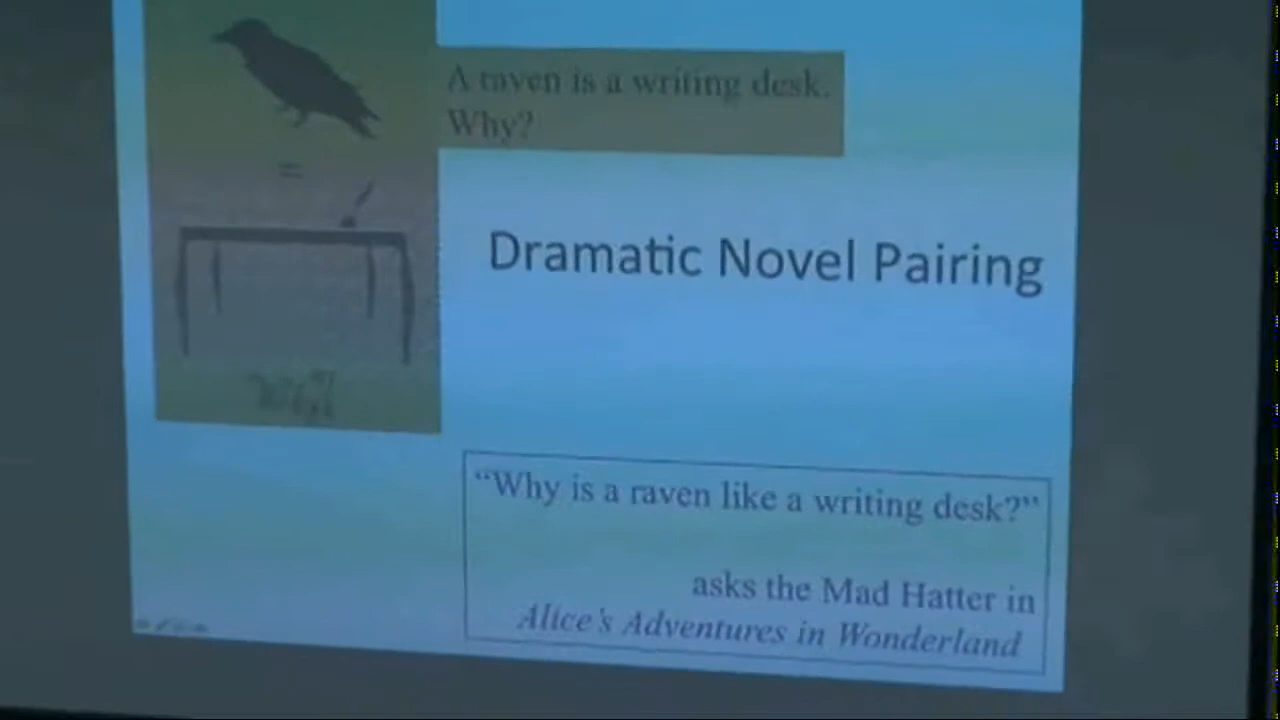 A raven is a writing desk.
Why?
=
Dramatic Novel Pairing
“Why is a raven like a writing desk?”
asks the Mad Hatter in
Alice’s Adventures in Wonderland